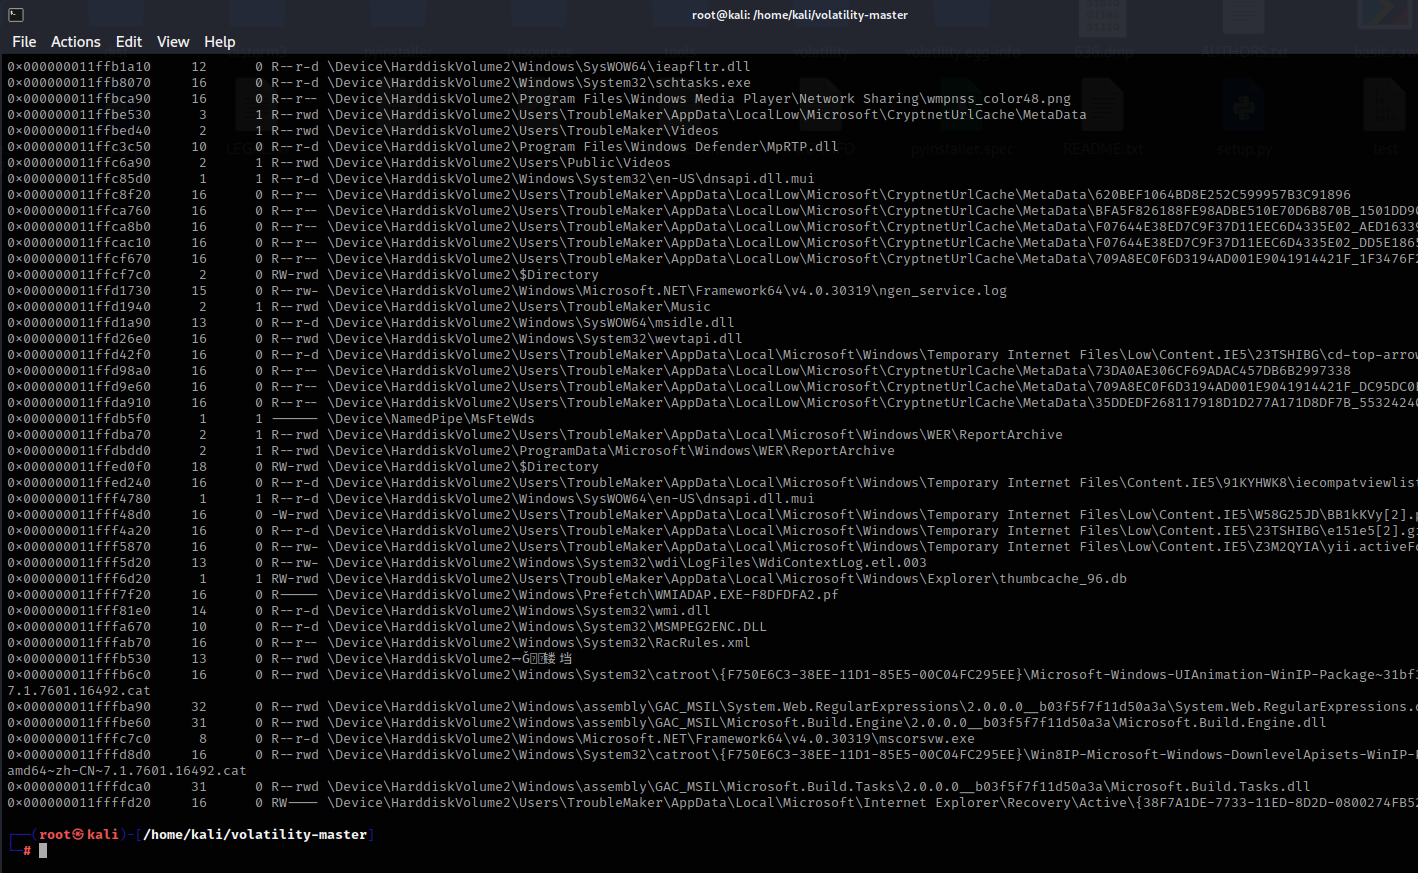 root@kali: /home/kali/volatility-master
File Actions Edit View Help
0×000000011ffb1a10 12 0 R--r-d \Device\HarddiskVolume2\Windows\SysWOW64\ieapfltr.dll
0×000000011ffb8070 16 0 R--r-d \Device\HarddiskVolume2\Windows\System32\schtasks.exe
0×000000011ffbca90 16 0 R--r-- \Device\HarddiskVolume2\Program Files\Windows Media Player\Network Sharing\wmpnss_color48.png
0×000000011ffbe530 3 1 R--rwd \Device\HarddiskVolume2\Users\TroubleMaker\AppData\LocalLow\Microsoft\CryptnetUrlCache\MetaData
0×000000011ffbed40 2 1 R--rwd \Device\HarddiskVolume2\Users\TroubleMaker\Videos
0×000000011ffc3c50 10 0 R--r-d \Device\HarddiskVolume2\Program Files\Windows Defender\MpRTP.dll
0×000000011ffc6a90 2 1 R--rwd \Device\HarddiskVolume2\Users\Public\Videos
0×000000011ffc85d0 1 1 R--r-d \Device\HarddiskVolume2\Windows\System32\en-US\dnsapi.dll.mui
0×000000011ffc8f20 16 0 R--r-- \Device\HarddiskVolume2\Users\TroubleMaker\AppData\LocalLow\Microsoft\CryptnetUrlCache\MetaData\620BEF1064BD8E252C599957B3C91896
0×000000011ffca760 16 0 R--r-- \Device\HarddiskVolume2\Users\TroubleMaker\AppData\LocalLow\Microsoft\CryptnetUrlCache\MetaData\BFA5F826188FE98ADBE510E70D6B870B_1501DD9C
0×000000011ffca8b0 16 0 R--r-- \Device\HarddiskVolume2\Users\TroubleMaker\AppData\LocalLow\Microsoft\CryptnetUrlCache\MetaData\F07644E38ED7C9F37D11EEC6D4335E02_AED16339
0×000000011ffcac10 16 0 R--r-- \Device\HarddiskVolume2\Users\TroubleMaker\AppData\LocalLow\Microsoft\CryptnetUrlCache\MetaData\F07644E38ED7C9F37D11EEC6D4335E02_DD5E1865
0×000000011ffcf670 16 0 R--r-- \Device\HarddiskVolume2\Users\TroubleMaker\AppData\LocalLow\Microsoft\CryptnetUrlCache\MetaData\709A8EC0F6D3194AD001E9041914421F_1F3476F2
0×000000011ffcf7c0 2 0 RW-rwd \Device\HarddiskVolume2\$Directory
0×000000011ffd1730 15 0 R--rw- \Device\HarddiskVolume2\Windows\Microsoft.NET\Framework64\v4.0.30319\ngen_service.log
0×000000011ffd1940 2 1 R--rwd \Device\HarddiskVolume2\Users\TroubleMaker\Music
0×000000011ffd1a90 13 0 R--r-d \Device\HarddiskVolume2\Windows\SysWOW64\msidle.dll
0×000000011ffd26e0 16 0 R--rwd \Device\HarddiskVolume2\Windows\System32\wevtapi.dll
0×000000011ffd42f0 16 0 R--r-d \Device\HarddiskVolume2\Users\TroubleMaker\AppData\Local\Microsoft\Windows\Temporary Internet Files\Low\Content.IE5\23TSHIBG\cd-top-arrow
0×000000011ffd98a0 16 0 R--r-- \Device\HarddiskVolume2\Users\TroubleMaker\AppData\LocalLow\Microsoft\CryptnetUrlCache\MetaData\73DA0AE306CF69ADAC457DB6B2997338
0×000000011ffd9e60 16 0 R--r-- \Device\HarddiskVolume2\Users\TroubleMaker\AppData\LocalLow\Microsoft\CryptnetUrlCache\MetaData\709A8EC0F6D3194AD001E9041914421F_DC95DC0
0×000000011ffda910 16 0 R--r-- \Device\HarddiskVolume2\Users\TroubleMaker\AppData\LocalLow\Microsoft\CryptnetUrlCache\MetaData\35DDEDF268117918D1D277A171D8DF7B_5532424
0×000000011ffdb5f0 1 1 ------ \Device\NamedPipe\MsFteWds
0×000000011ffdba70 2 1 R--rwd \Device\HarddiskVolume2\Users\TroubleMaker\AppData\Local\Microsoft\Windows\WER\ReportArchive
0×000000011ffdbdd0 2 1 R--rwd \Device\HarddiskVolume2\ProgramData\Microsoft\Windows\WER\ReportArchive
0×000000011ffed0f0 18 0 RW-rwd \Device\HarddiskVolume2\$Directory
0×000000011ffed240 16 0 R--r-d \Device\HarddiskVolume2\Users\TroubleMaker\AppData\Local\Microsoft\Windows\Temporary Internet Files\Content.IE5\91KYHWK8\iecompatviewlist
0×000000011fff4780 1 1 R--r-d \Device\HarddiskVolume2\Windows\SysWOW64\en-US\dnsapi.dll.mui
0×000000011fff48d0 16 0 -W-rwd \Device\HarddiskVolume2\Users\TroubleMaker\AppData\Local\Microsoft\Windows\Temporary Internet Files\Low\Content.IE5\W58G25JD\BB1kKVy[2].p
0×000000011fff4a20 16 0 R--r-d \Device\HarddiskVolume2\Users\TroubleMaker\AppData\Local\Microsoft\Windows\Temporary Internet Files\Low\Content.IE5\23TSHIBG\e151e5[2].g
0×000000011fff5870 16 0 R--rw- \Device\HarddiskVolume2\Users\TroubleMaker\AppData\Local\Microsoft\Windows\Temporary Internet Files\Low\Content.IE5\Z3M2QYIA\yii.activeFo
0×000000011fff5d20 13 0 R--rw- \Device\HarddiskVolume2\Windows\System32\wdi\LogFiles\WdiContextLog.etl.003
0×000000011fff6d20 1 1 RW-rwd \Device\HarddiskVolume2\Users\TroubleMaker\AppData\Local\Microsoft\Windows\Explorer\thumbcache_96.db
0×000000011fff7f20 16 0 R----- \Device\HarddiskVolume2\Windows\Prefetch\WMIADAP.EXE-F8DFDFA2.pf
0×000000011fff81e0 14 0 R--r-d \Device\HarddiskVolume2\Windows\System32\wmi.dll
0×000000011fffa670 10 0 R--r-d \Device\HarddiskVolume2\Windows\System32\MSMPEG2ENC.DLL
0×000000011fffab70 16 0 R--r-- \Device\HarddiskVolume2\Windows\System32\RacRules.xml
0×000000011fffb530 13 0 R--rwd \Device\HarddiskVolume2
0×000000011fffb6c0 16 0 R--rwd \Device\HarddiskVolume2\Windows\System32\catroot\{F750E6C3-38EE-11D1-85E5-00C04FC295EE}\Microsoft-Windows-UIAnimation-WinIP-Package~31bf3
7.1.7601.16492.cat
0×000000011fffba90 32 0 R--rwd \Device\HarddiskVolume2\Windows\assembly\GAC_MSIL\System.Web.RegularExpressions\2.0.0.0__b03f5f7f11d50a3a\System.Web.RegularExpressions.d
0×000000011fffbe60 31 0 R--rwd \Device\HarddiskVolume2\Windows\assembly\GAC_MSIL\Microsoft.Build.Engine\2.0.0.0__b03f5f7f11d50a3a\Microsoft.Build.Engine.dll
0×000000011fffc7c0 8 0 R--r-d \Device\HarddiskVolume2\Windows\Microsoft.NET\Framework64\v4.0.30319\mscorsvw.exe
0×000000011fffd8d0 16 0 R--rwd \Device\HarddiskVolume2\Windows\System32\catroot\{F750E6C3-38EE-11D1-85E5-00C04FC295EE}\Win8IP-Microsoft-Windows-DownlevelApisets-WinIP-
amd64~zh-CN~7.1.7601.16492.cat
0×000000011fffdca0 31 0 R--rwd \Device\HarddiskVolume2\Windows\assembly\GAC_MSIL\Microsoft.Build.Tasks\2.0.0.0__b03f5f7f11d50a3a\Microsoft.Build.Tasks.dll
0×000000011ffffd20 16 0 RW---- \Device\HarddiskVolume2\Users\TroubleMaker\AppData\Local\Microsoft\Internet Explorer\Recovery\Active\{38F7A1DE-7733-11ED-8D2D-0800274FB52
(root㉿kali)-[/home/kali/volatility-master]
#